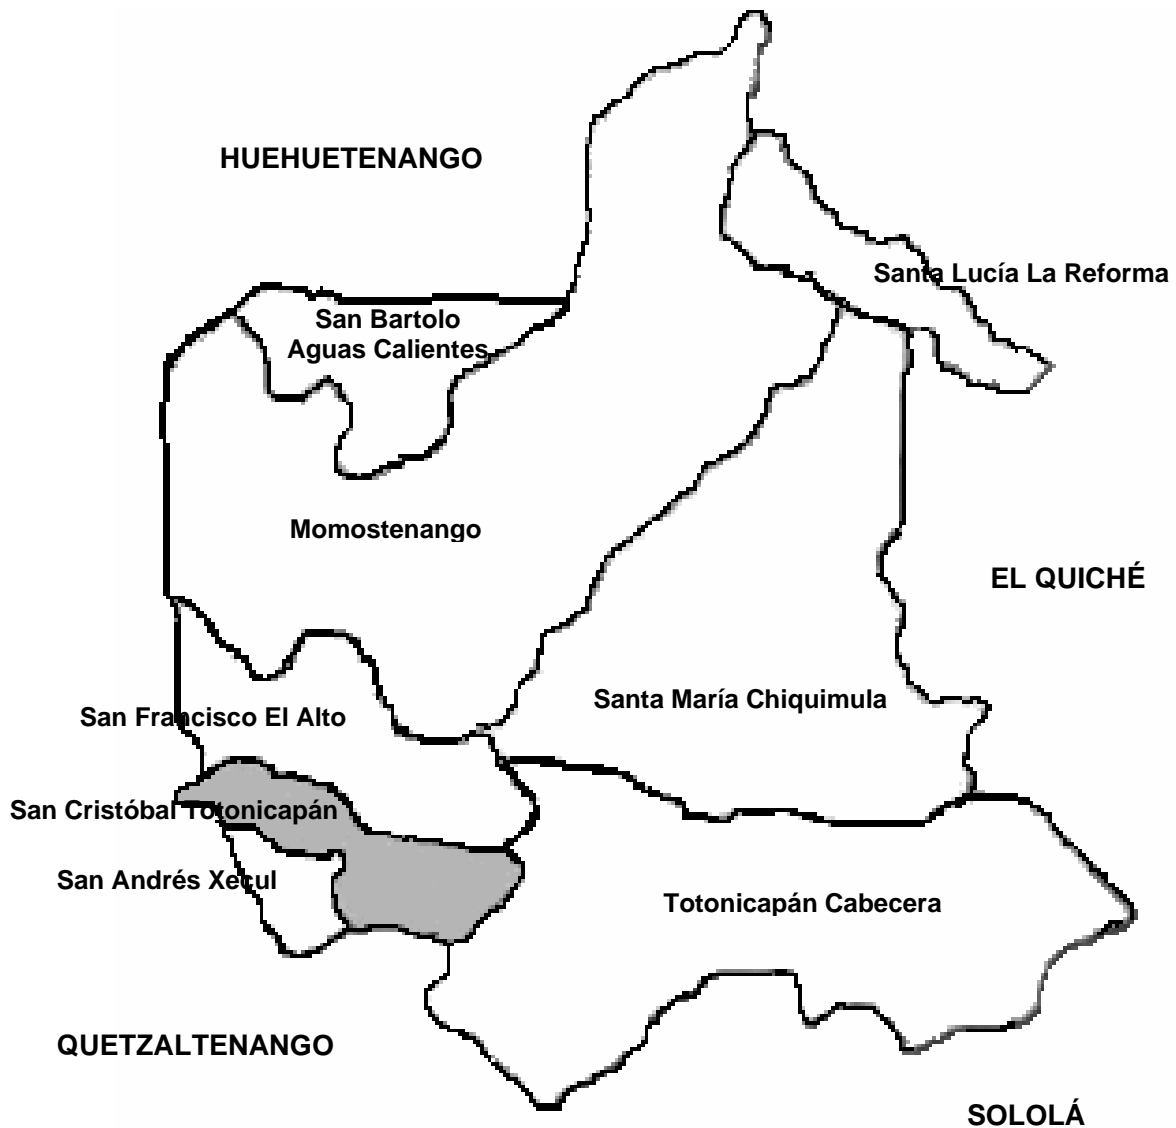 HUEHUETENANGO
Santa Lucía La Reforma
San Bartolo
Aguas Calientes
Momostenango
EL QUICHÉ
Santa María Chiquimula
San Francisco El Alto
San Cristóbal Totonicapán
San Andrés Xecul
Totonicapán Cabecera
QUETZALTENANGO
SOLOLÁ